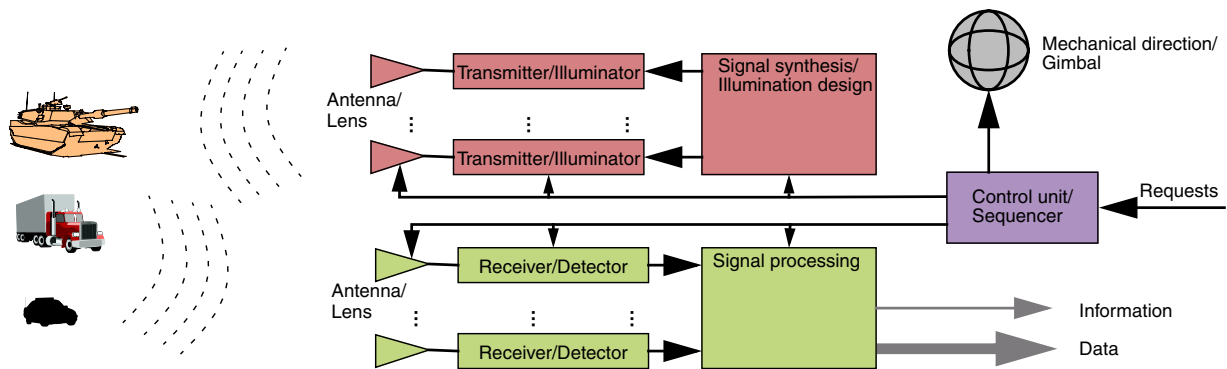 Mechanical direction/
Gimbal
Transmitter/Illuminator
Signal synthesis/
Illumination design
Antenna/
Lens
Transmitter/Illuminator
Control unit/
Sequencer
Requests
Receiver/Detector
Signal processing
Antenna/
Lens
Information
Receiver/Detector
Data